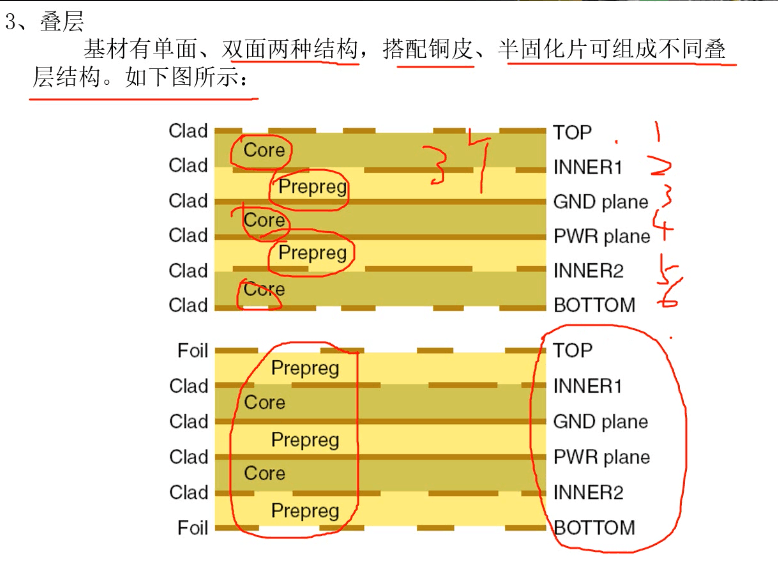 3、叠层
基材有单面、双面两种结构，搭配铜皮、半固化片可组成不同叠
层结构。如下图所示：
Clad TOP 1
Core 3 4
Clad INNER1 2
Prepreg
Clad GND plane 3
Core
Clad PWR plane 4
Prepreg
Clad INNER2 5
Core
Clad BOTTOM 6
Foil TOP
Prepreg
Clad INNER1
Core
Clad GND plane
Prepreg
Clad PWR plane
Core
Clad INNER2
Prepreg
Foil BOTTOM